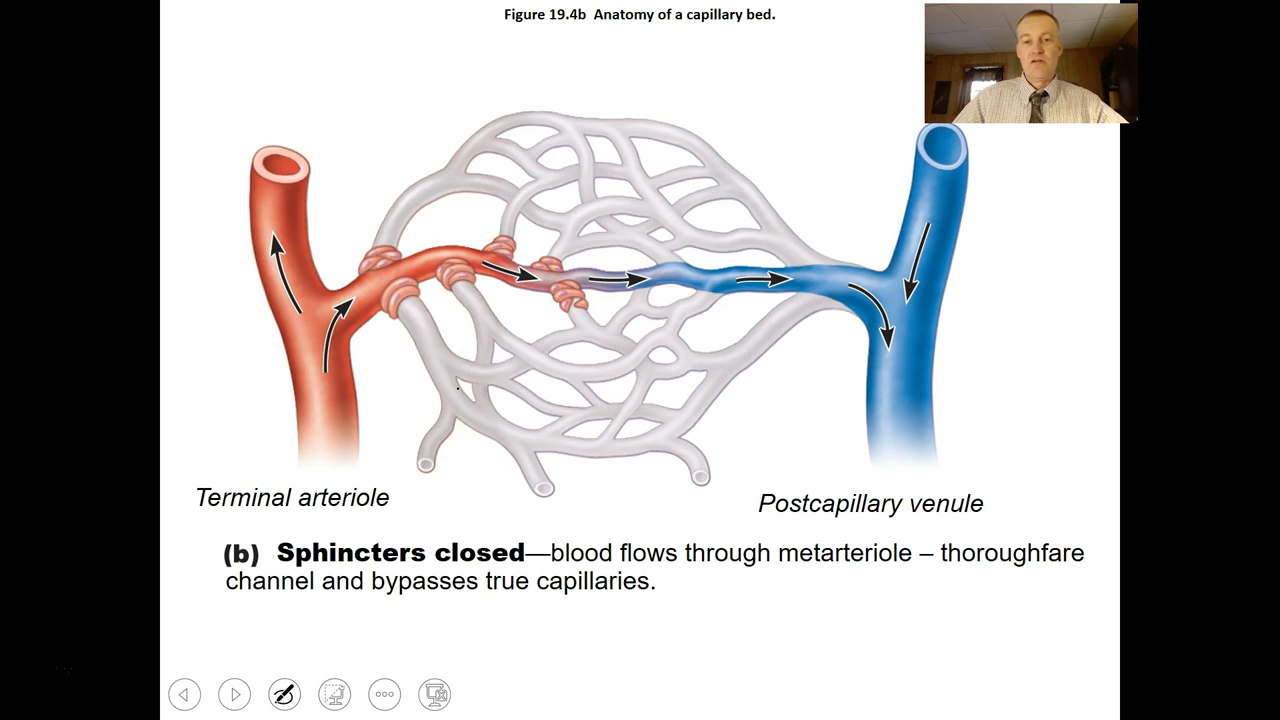 Figure 19.4b  Anatomy of a capillary bed.
Terminal arteriole
Postcapillary venule
(b)  Sphincters closed—blood flows through metarteriole – thoroughfare
channel and bypasses true capillaries.